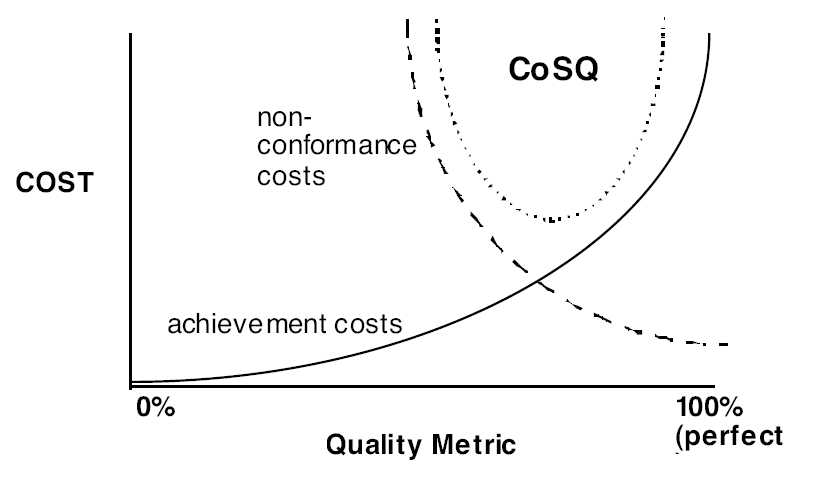 CoSQ
non-
conformance
costs
COST
achievement costs
0%
100%
(perfect
Quality Metric